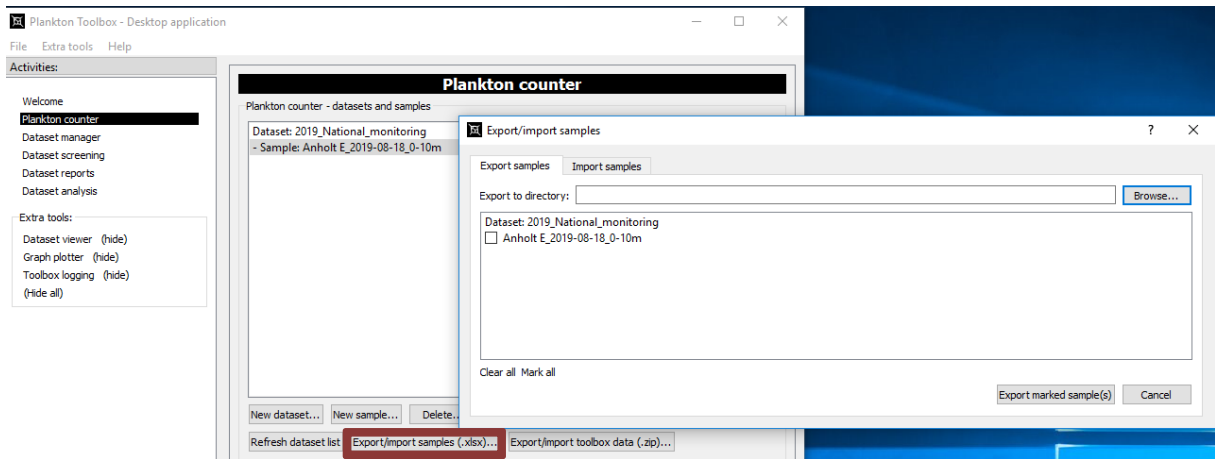 Plankton Toolbox - Desktop application
File Extra tools Help
Activities:
Welcome
Plankton counter
Dataset manager
Dataset screening
Dataset reports
Dataset analysis
Extra tools:
Dataset viewer (hide)
Graph plotter (hide)
Toolbox logging (hide)
(Hide all)
Plankton counter
Plankton counter - datasets and samples
Dataset: 2019_National_monitoring
- Sample: Anholt E_2019-08-18_0-10m
New dataset... New sample... Delete..
Refresh dataset list Export/import samples (.xlsx)... Export/import toolbox data (.zip)...
Export/import samples ?
Export samples Import samples
Export to directory: Browse...
Dataset: 2019_National_monitoring
Anholt E_2019-08-18_0-10m
Clear all Mark all
Export marked sample(s) Cancel